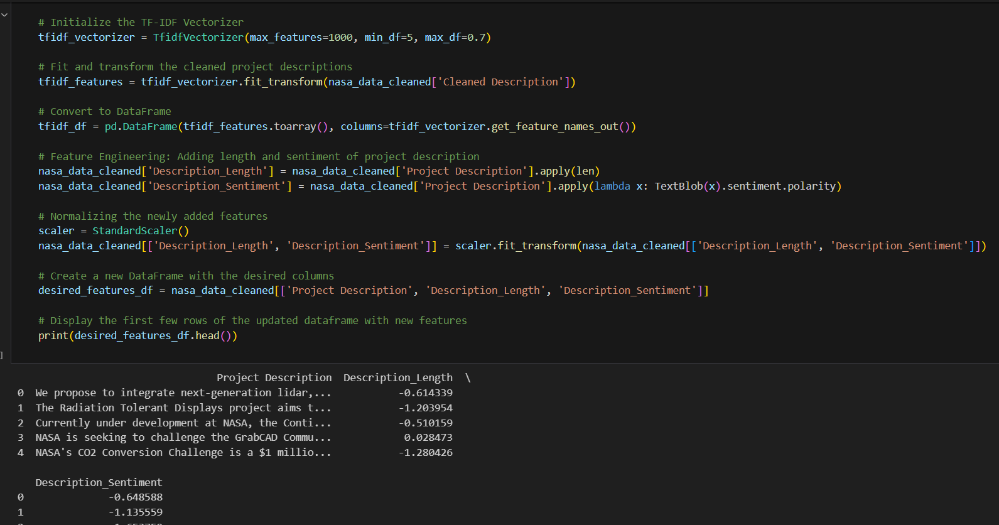 # Initialize the TF-IDF Vectorizer
tfidf_vectorizer = TfidfVectorizer(max_features=1000, min_df=5, max_df=0.7)
# Fit and transform the cleaned project descriptions
tfidf_features = tfidf_vectorizer.fit_transform(nasa_data_cleaned['Cleaned Description'])
# Convert to DataFrame
tfidf_df = pd.DataFrame(tfidf_features.toarray(), columns=tfidf_vectorizer.get_feature_names_out())
# Feature Engineering: Adding length and sentiment of project description
nasa_data_cleaned['Description_Length'] = nasa_data_cleaned['Project Description'].apply(len)
nasa_data_cleaned['Description_Sentiment'] = nasa_data_cleaned['Project Description'].apply(lambda x: TextBlob(x).sentiment.polarity)
# Normalizing the newly added features
scaler = StandardScaler()
nasa_data_cleaned[['Description_Length', 'Description_Sentiment']] = scaler.fit_transform(nasa_data_cleaned[['Description_Length', 'Description_Sentiment']])
# Create a new DataFrame with the desired columns
desired_features_df = nasa_data_cleaned[['Project Description', 'Description_Length', 'Description_Sentiment']]
# Display the first few rows of the updated dataframe with new features
print(desired_features_df.head())
]
Project Description Description_Length \
0 We propose to integrate next-generation lidar,... -0.614339
1 The Radiation Tolerant Displays project aims t... -1.203954
2 Currently under development at NASA, the Conti... -0.510159
3 NASA is seeking to challenge the GrabCAD Commu... 0.028473
4 NASA's CO2 Conversion Challenge is a $1 millio... -1.280426
Description_Sentiment
0 -0.648588
1 -1.135559